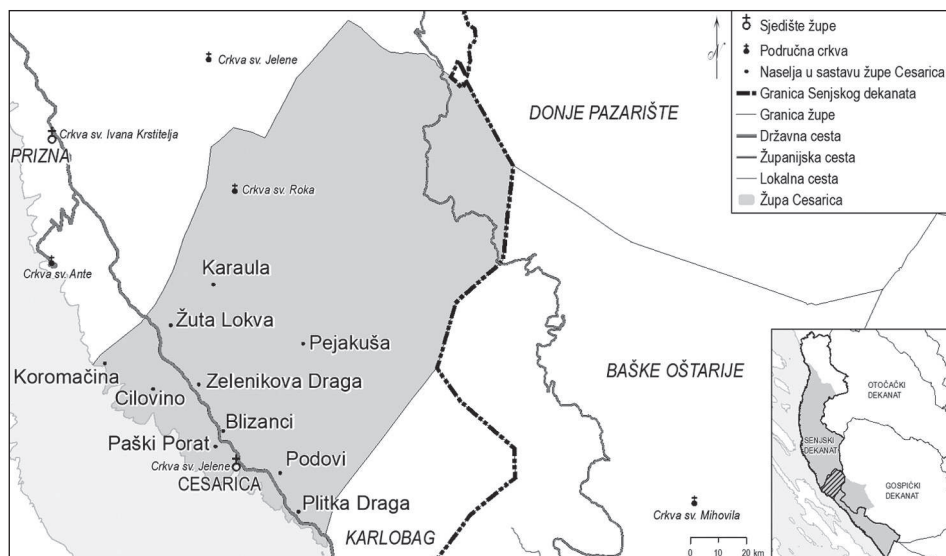 Sjedište župe
Područna crkva
Naselja u sastavu župe Cesarica
Granica Senjskog dekanata
Granica župe
Državna cesta
Županijska cesta
Lokalna cesta
Župa Cesarica
N
Crkva sv. Jelene
DONJE PAZARIŠTE
Crkva sv. Ivana Krstitelja
PRIZNA
Crkva sv. Roka
Crkva sv. Ante
Karaula
Žuta Lokva
Pejakuša
Koromačina
Zelenikova Draga
Cilovino
BAŠKE OŠTARIJE
Blizanci
Paški Porat
Crkva sv. Jelene
Podovi
CESARICA
Plitka Draga
KARLOBAG
Crkva sv. Mihovila
0 10 20 km
OTOČAKI
DEKANAT
SENJSKI
DEKANAT
GOSPIĆKI
DEKANAT